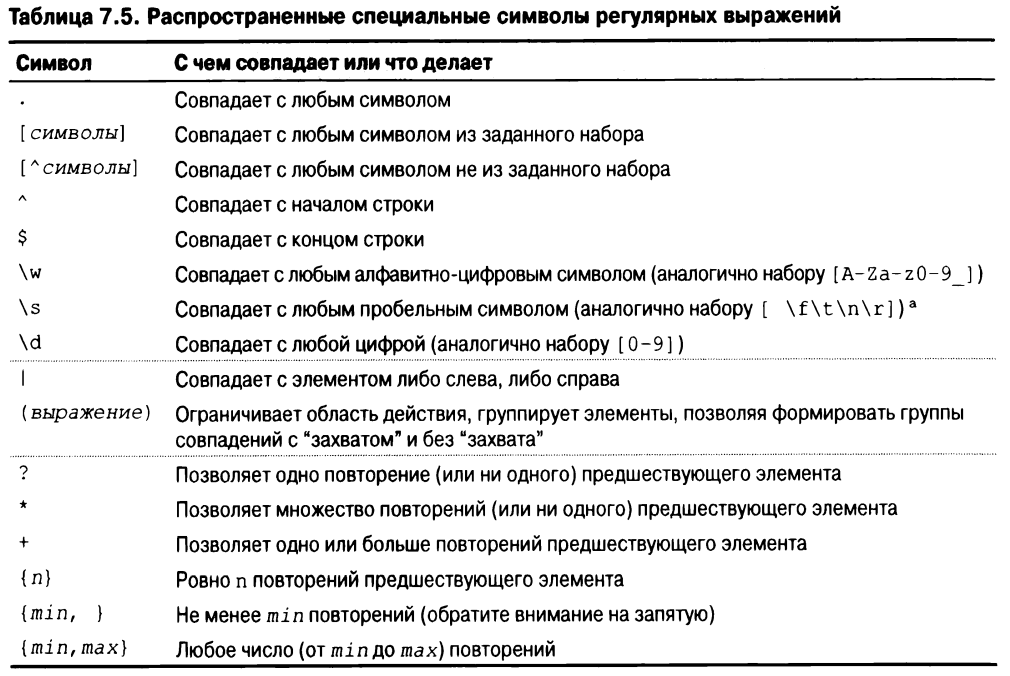 Таблица 7.5. Распространенные специальные символы регулярных выражений
Символ С чем совпадает или что делает
. Совпадает с любым символом
[символы] Совпадает с любым символом из заданного набора
[^символы] Совпадает с любым символом не из заданного набора
^ Совпадает с началом строки
$ Совпадает с концом строки
\w Совпадает с любым алфавитно-цифровым символом (аналогично набору [A-Za-z0-9_])
\s Совпадает с любым пробельным символом (аналогично набору [ \f\t\n\r])ª
\d Совпадает с любой цифрой (аналогично набору [0-9])
| Совпадает с элементом либо слева, либо справа
(выражение) Ограничивает область действия, группирует элементы, позволяя формировать группы
совпадений с "захватом" и без "захвата"
? Позволяет одно повторение (или ни одного) предшествующего элемента
* Позволяет множество повторений (или ни одного) предшествующего элемента
+ Позволяет одно или больше повторений предшествующего элемента
{n} Ровно n повторений предшествующего элемента
{min, } Не менее min повторений (обратите внимание на запятую)
{min,max} Любое число (от min до max) повторений